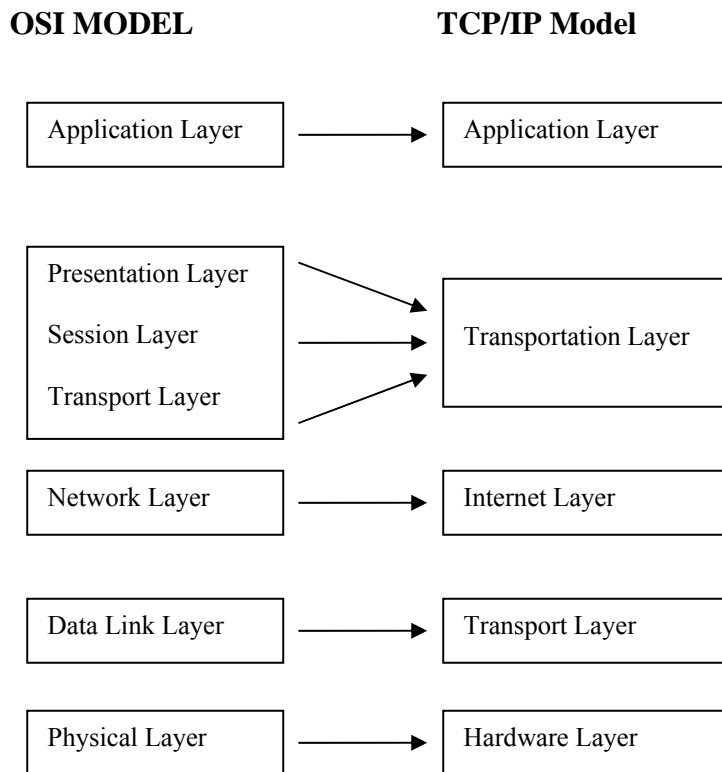 OSI MODEL
TCP/IP Model
Application Layer
Application Layer
Presentation Layer
Session Layer
Transport Layer
Transportation Layer
Network Layer
Internet Layer
Data Link Layer
Transport Layer
Physical Layer
Hardware Layer